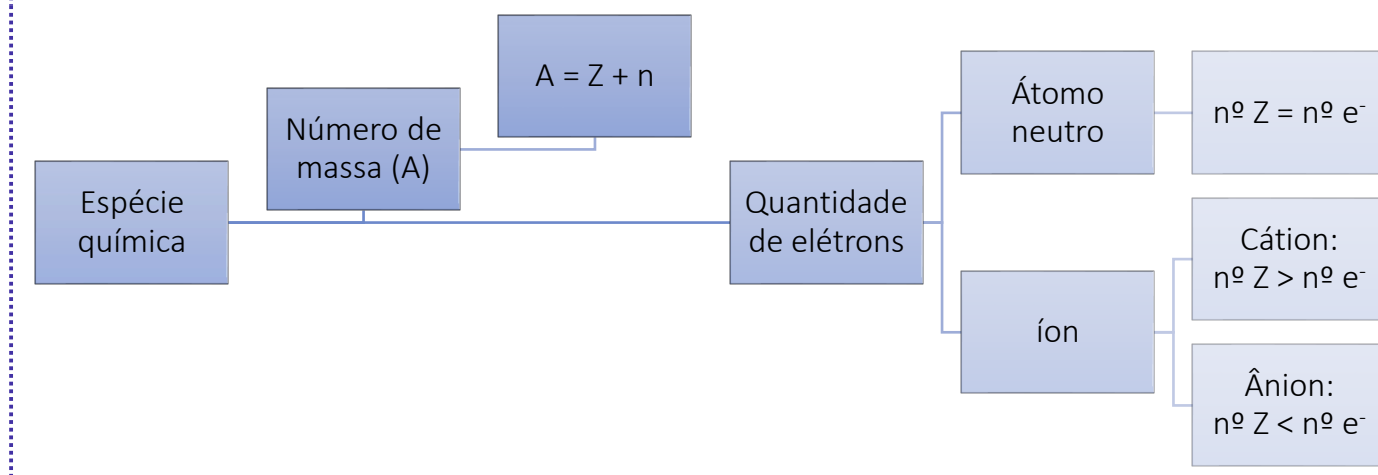 Espécie
química
Número de
massa (A)
A = Z + n
Quantidade
de elétrons
Átomo
neutro
nº Z = nº e⁻
íon
Cátion:
nº Z > nº e⁻
Ânion:
nº Z < nº e⁻